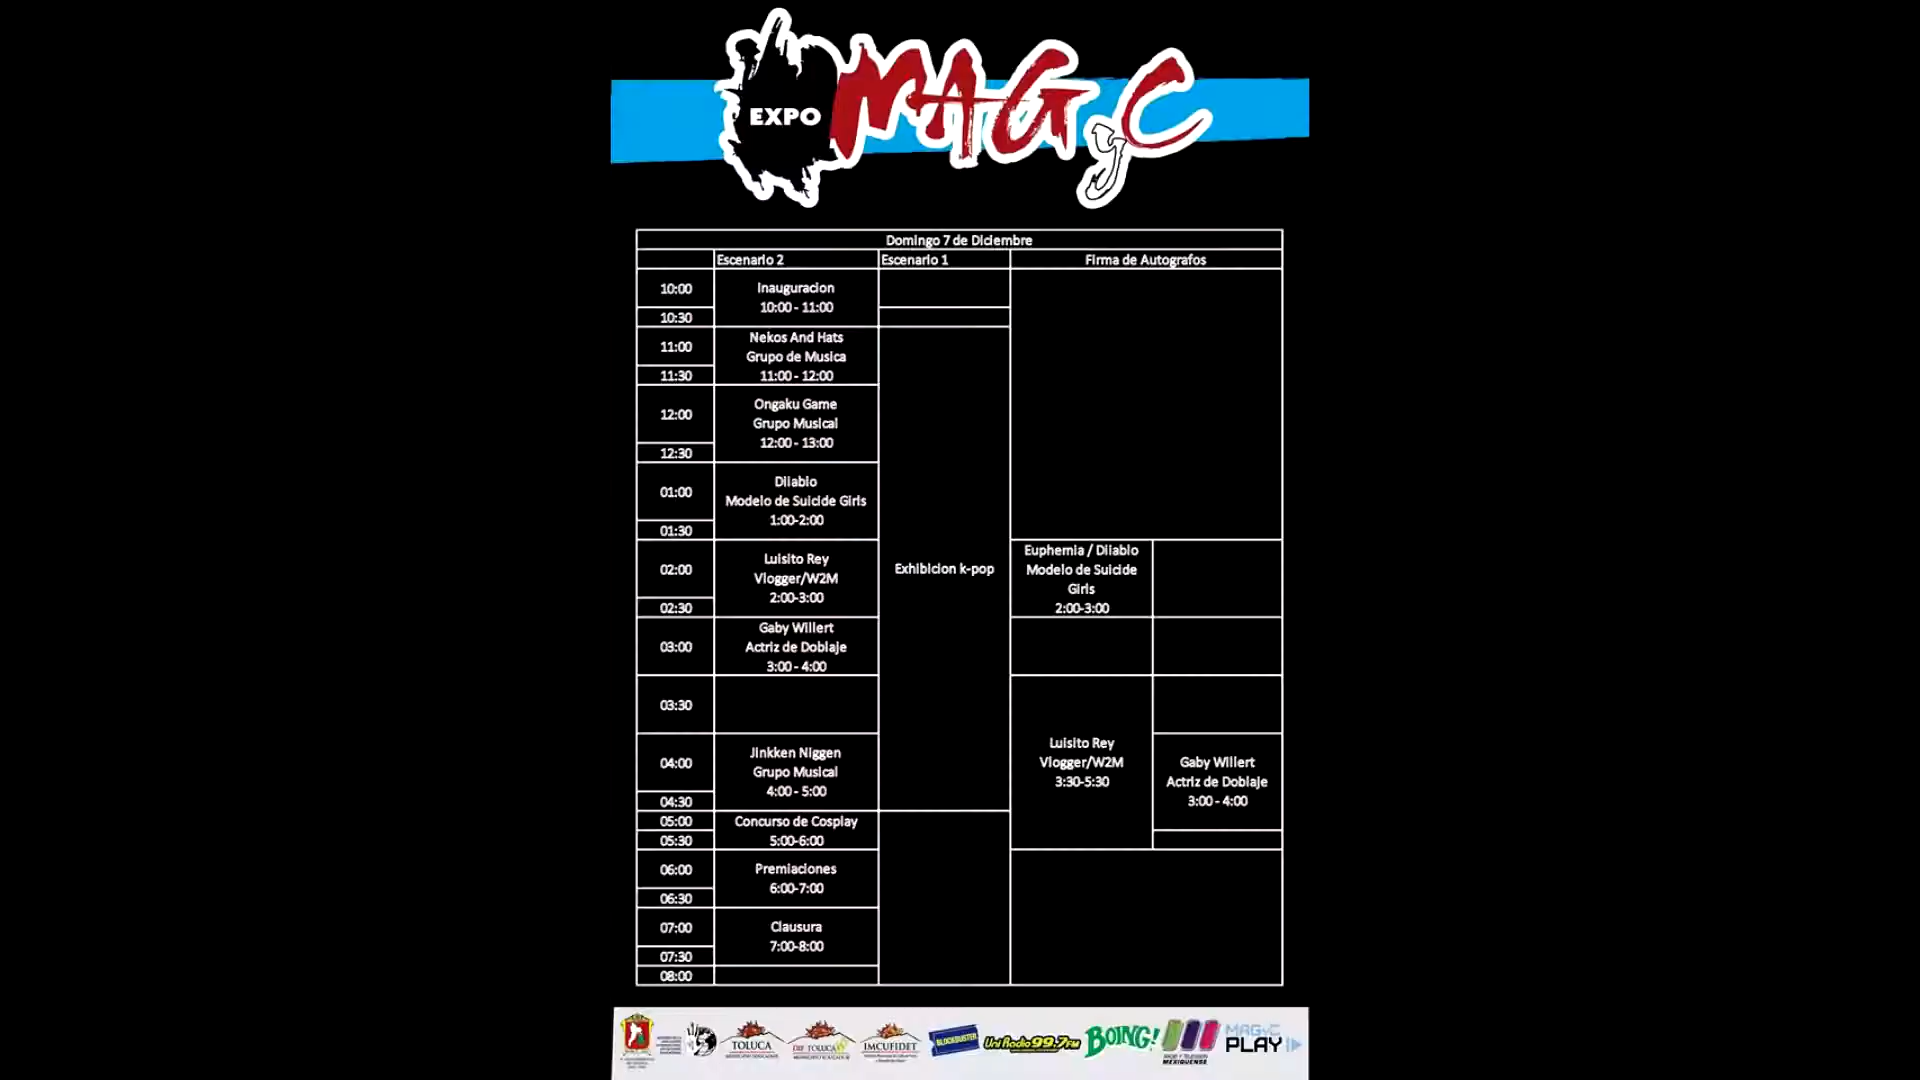 EXPO MAGyC
Domingo 7 de Diciembre
Escenario 2 Escenario 1 Firma de Autografos
10:00
Inauguracion
10:00 - 11:00
10:30
11:00
Nekos And Hats
Grupo de Musica
11:00 - 12:00
11:30
12:00
Ongaku Game
Grupo Musical
12:00 - 13:00
12:30
01:00
Diiablo
Modelo de Suicide Girls
1:00-2:00
01:30
Exhibicion k-pop
02:00
Luisito Rey
Vlogger/W2M
2:00-3:00
Euphemia / Diiablo
Modelo de Suicide
Girls
2:00-3:00
02:30
03:00
Gaby Willert
Actriz de Doblaje
3:00 - 4:00
03:30
04:00
Jinkken Niggen
Grupo Musical
4:00 - 5:00
Luisito Rey
Vlogger/W2M
3:30-5:30
Gaby Willert
Actriz de Doblaje
3:00 - 4:00
04:30
05:00
Concurso de Cosplay
5:00-6:00
05:30
06:00
Premiaciones
6:00-7:00
06:30
07:00
Clausura
7:00-8:00
07:30
08:00
TOLUCA
DIF TOLUCA
IMCUFIDET
BLOCKBUSTER
Uni Radio 99.7 FM
BOING!
MEXIQUENSE
MAGyC
PLAY